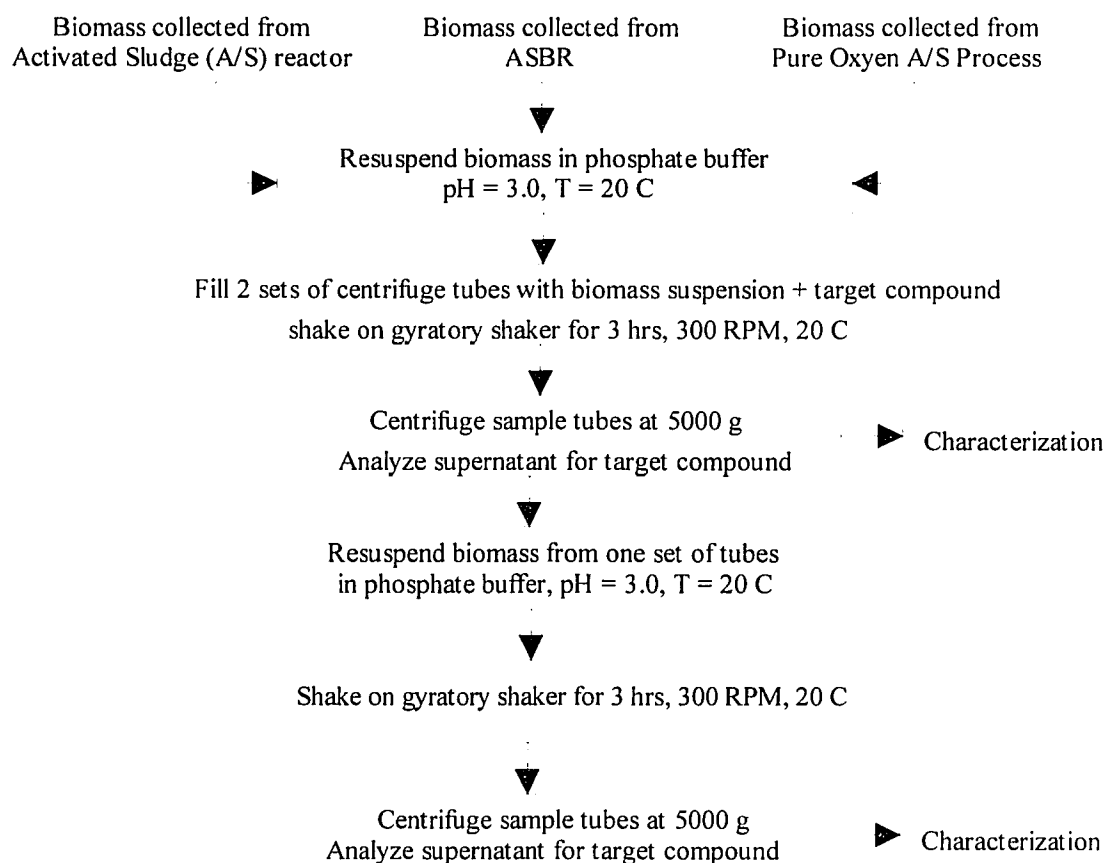 Biomass collected from
Activated Sludge (A/S) reactor
Biomass collected from
ASBR
Biomass collected from
Pure Oxyen A/S Process
Resuspend biomass in phosphate buffer
pH = 3.0, T = 20 C
Fill 2 sets of centrifuge tubes with biomass suspension + target compound
shake on gyratory shaker for 3 hrs, 300 RPM, 20 C
Centrifuge sample tubes at 5000 g
Analyze supernatant for target compound
Characterization
Resuspend biomass from one set of tubes
in phosphate buffer, pH = 3.0, T = 20 C
Shake on gyratory shaker for 3 hrs, 300 RPM, 20 C
Centrifuge sample tubes at 5000 g
Analyze supernatant for target compound
Characterization